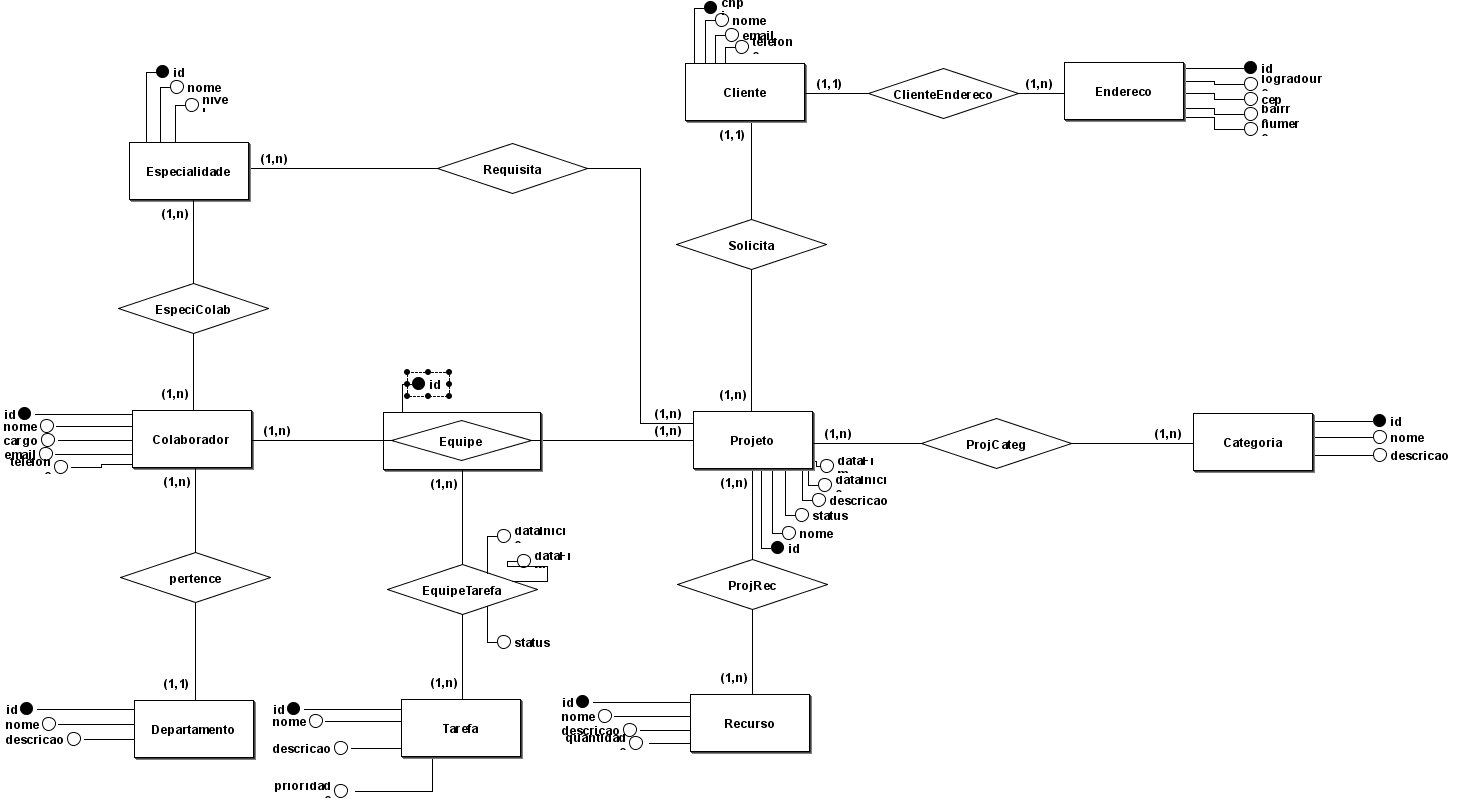 cnp
j
nome
email
telefon
e
id
nome
nive
l
Cliente
(1,1)
ClienteEndereco
(1,n)
Endereco
id
logradour
o
cep
bairr
o
numer
o
(1,1)
Especialidade
(1,n)
Requisita
(1,n)
Solicita
EspeciColab
(1,n)
id
(1,n)
(1,n)
(1,n)
id
nome
cargo
email
telefon
e
Colaborador
(1,n)
Equipe
Projeto
(1,n)
ProjCateg
(1,n)
Categoria
id
nome
descricao
(1,n)
(1,n)
(1,n)
dataFi
m
dataInici
o
descricao
status
nome
id
dataInici
o
dataFi
m
pertence
EquipeTarefa
ProjRec
status
(1,1)
(1,n)
(1,n)
id
nome
descricao
Departamento
id
nome
descricao
prioridad
e
Tarefa
id
nome
descricao
quantidad
e
Recurso